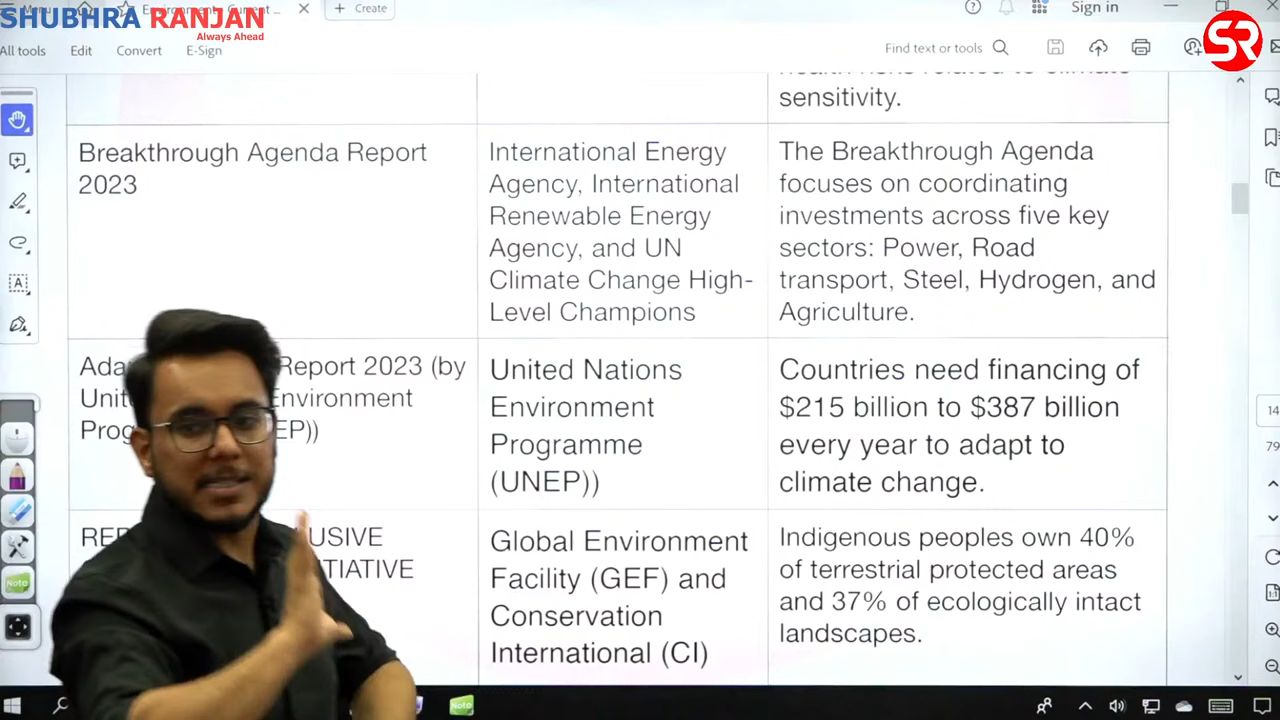 SHUBHRA RANJAN
Always Ahead
Create
Sign in
All tools
Edit
Convert
E-Sign
Find text or tools
SR
sensitivity.
Breakthrough Agenda Report
2023
International Energy
Agency, International
Renewable Energy
Agency, and UN
Climate Change High-
Level Champions
The Breakthrough Agenda
focuses on coordinating
investments across five key
sectors: Power, Road
transport, Steel, Hydrogen, and
Agriculture.
Report 2023 (by
United Nations
Environment
Programme
(UNEP))
Countries need financing of
$215 billion to $387 billion
every year to adapt to
climate change.
Global Environment
Facility (GEF) and
Conservation
International (CI)
Indigenous peoples own 40%
of terrestrial protected areas
and 37% of ecologically intact
landscapes.
14
79
Note
Note